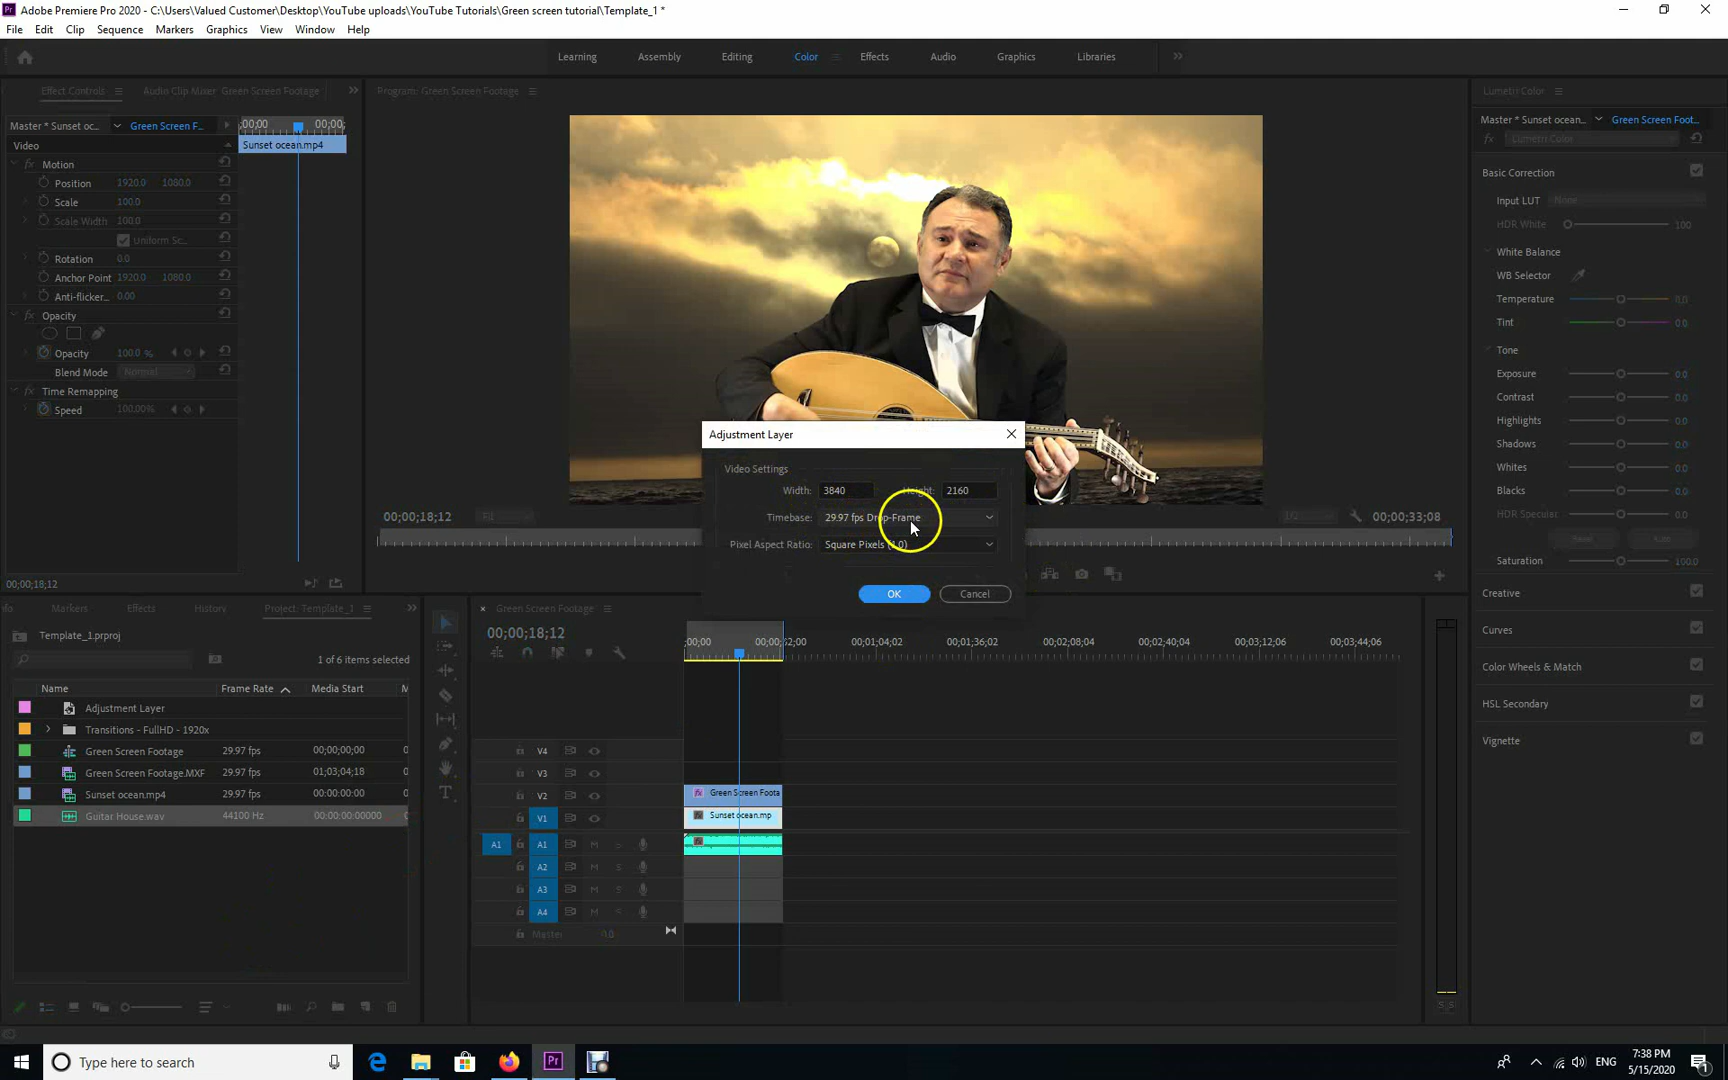 Adobe Premiere Pro 2020 - C:\Users\Valued Customer\Desktop\YouTube uploads\YouTube Tutorials\Green screen tutorial\Template_1 *
File Edit Clip Sequence Markers Graphics View Window Help
Learning Assembly Editing Color Effects Audio Graphics Libraries
Effect Controls Audio Clip Mixer: Green Screen Footage
Program: Green Screen Footage
Lumetri Color
Master * Sunset oc... Green Screen F... ;00;00 00;00;
Video Sunset ocean.mp4
Motion
Position 1920.0 1080.0
Scale 100.0
Scale Width 100.0
Uniform Sc...
Rotation 0.0
Anchor Point 1920.0 1080.0
Anti-flicker... 0.00
Opacity
Opacity 100.0 %
Blend Mode Normal
Time Remapping
Speed 100.00%
00;00;18;12
Master * Sunset ocean... Green Screen Foot...
Lumetri Color
Basic Correction
Input LUT None
HDR White 100
White Balance
WB Selector
Temperature 0.0
Tint 0.0
Tone
Exposure 0.0
Contrast 0.0
Highlights 0.0
Shadows 0.0
Whites 0.0
Blacks 0.0
HDR Specular 0.0
Reset Auto
Saturation 100.0
Creative
Curves
Color Wheels & Match
HSL Secondary
Vignette
Adjustment Layer
Video Settings
Width: 3840 Height: 2160
Timebase: 29.97 fps Drop-Frame
Pixel Aspect Ratio: Square Pixels (1.0)
OK Cancel
00;00;18;12 Fit 1/2 00;00;33;08
Markers Effects History Project: Template_1
Template_1.prproj
1 of 6 items selected
Name Frame Rate Media Start M
Adjustment Layer
Transitions - FullHD - 1920x
Green Screen Footage 29.97 fps 00;00;00;00 0
Green Screen Footage.MXF 29.97 fps 01;03;04;18 0
Sunset ocean.mp4 29.97 fps 00:00:00:00 0
Guitar House.wav 44100 Hz 00:00:00:00000 0
Green Screen Footage
00;00;18;12
;00;00 00;01;04;02 00;01;36;02 00;02;08;04 00;02;40;04 00;03;12;06 00;03;44;06
V4
V3
V2 Green Screen Foota
V1 Sunset ocean.mp
A1 A1 M S
A2 M S
A3 M S
A4 M S
Master 0.0
S S
Type here to search
ENG
7:38 PM
5/15/2020
1